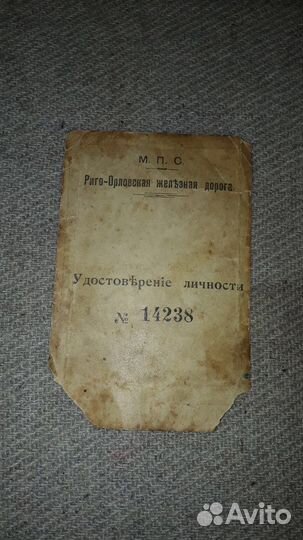 М. П. С.
Риго-Орловская желѣзная дорога.
Удостовѣреніе личности
№ 14238
Avito